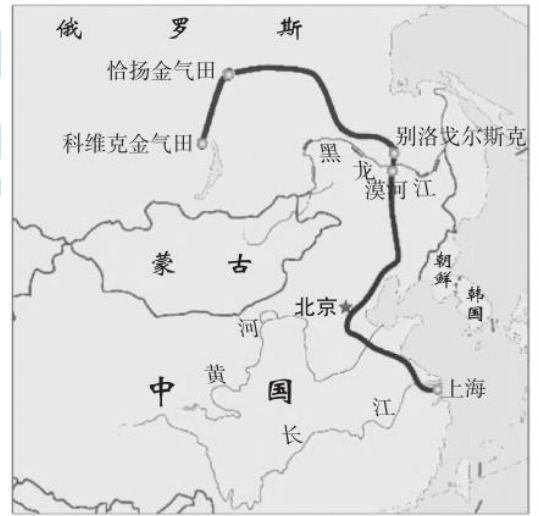 俄罗斯
恰扬金气田
科维克金气田
别洛戈尔斯克
黑龙江
漠河
蒙古
朝鲜
韩国
北京
黄河
中国
上海
长江